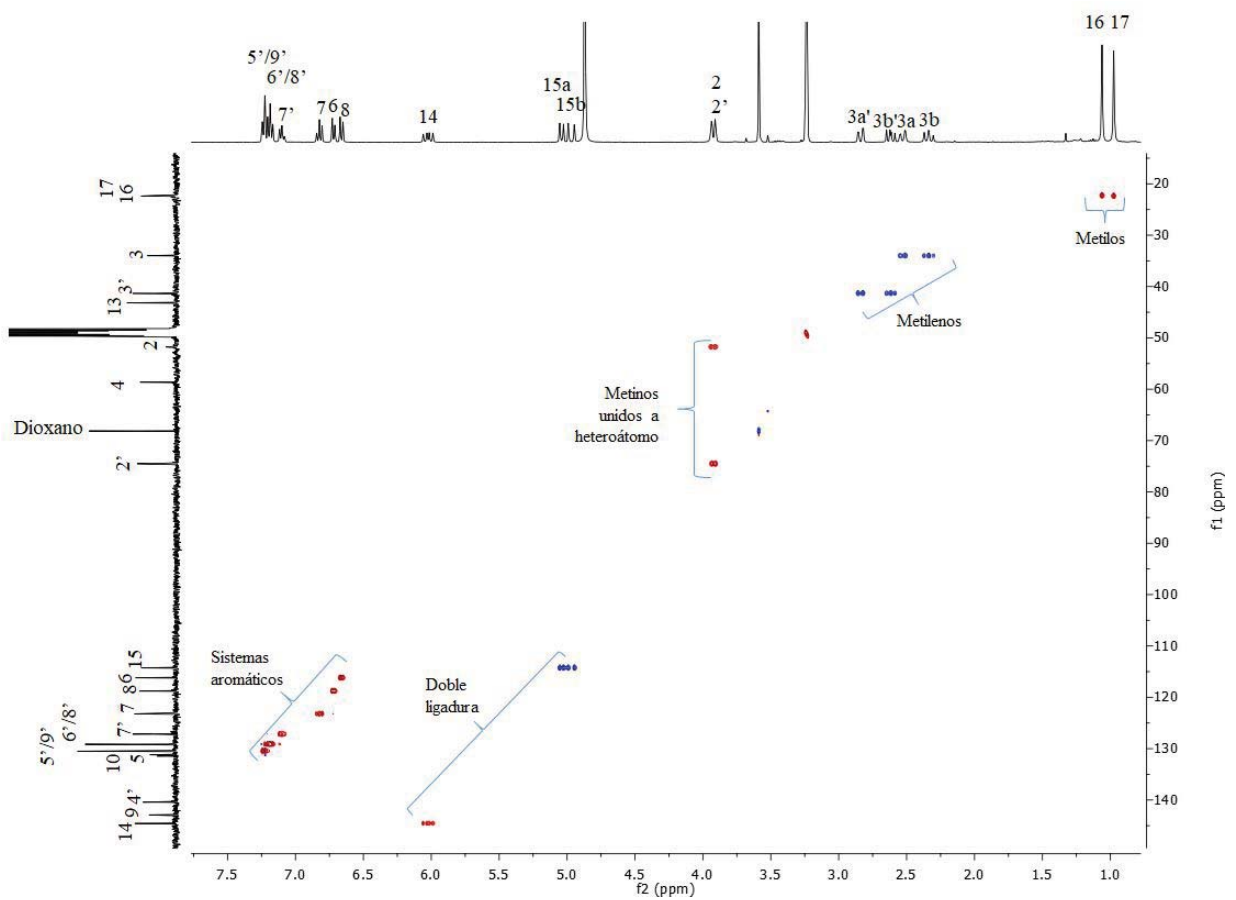 16 17
5'/9'
6'/8'
7'
7
6
8
14
15a
15b
2
2'
3a'
3b'
3a
3b
17
16
3
3'
13
2
4
Dioxano
2'
15
6
8
7
7'
6'/8'
5'/9'
5
10
4'
9
14
Metilos
Metilenos
Metinos
unidos a
heteroátomo
Sistemas
aromáticos
Doble
ligadura
20
30
40
50
60
70
80
90
100
110
120
130
140
f1 (ppm)
7.5 7.0 6.5 6.0 5.5 5.0 4.5 4.0 3.5 3.0 2.5 2.0 1.5 1.0
f2 (ppm)